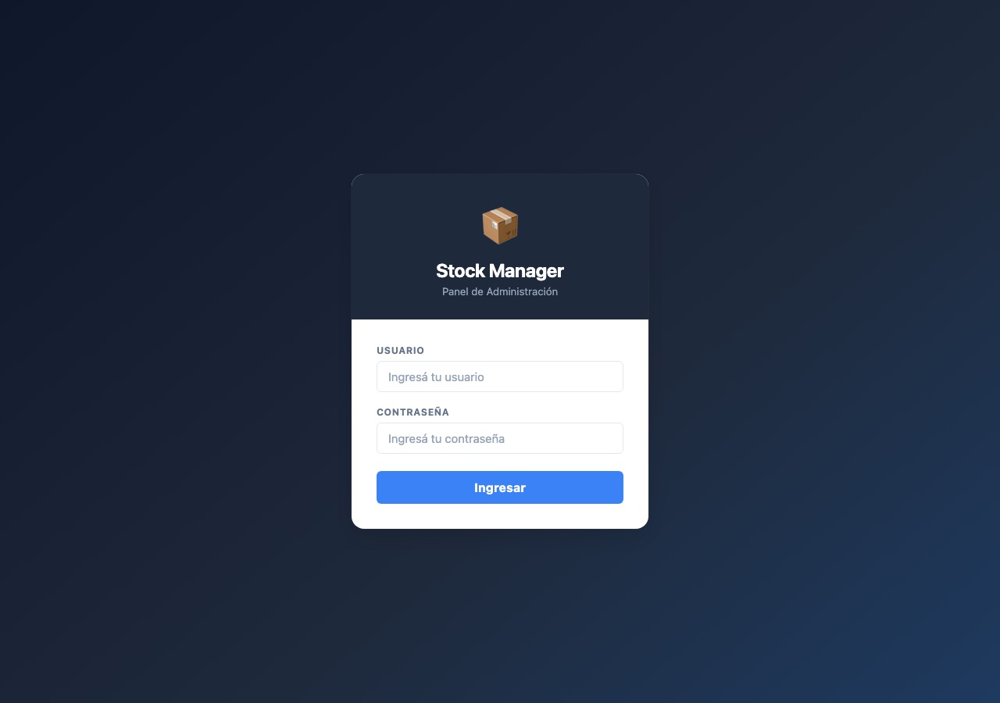 Stock Manager
Panel de Administración
USUARIO
Ingresá tu usuario
CONTRASEÑA
Ingresá tu contraseña
Ingresar